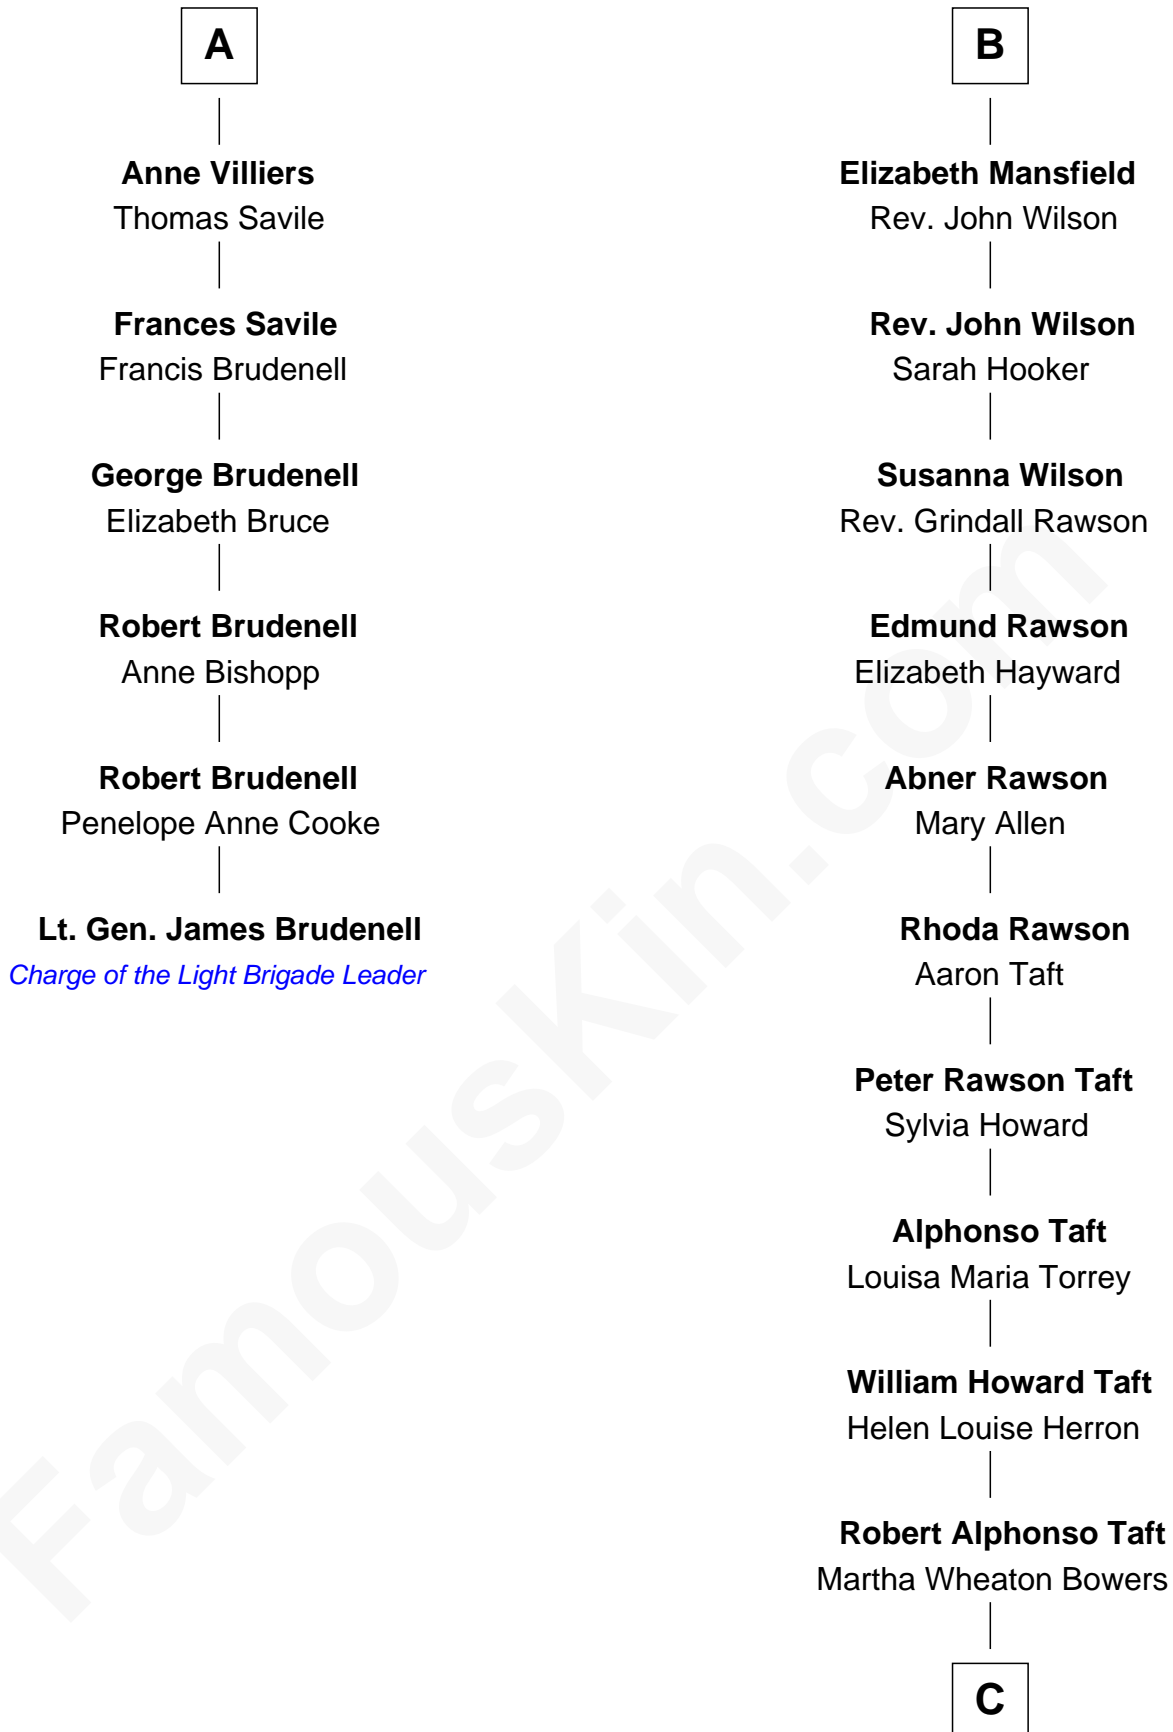 A
Anne Villiers
Thomas Savile
Frances Savile
Francis Brudenell
George Brudenell
Elizabeth Bruce
Robert Brudenell
Anne Bishopp
Robert Brudenell
Penelope Anne Cooke
Lt. Gen. James Brudenell
Charge of the Light Brigade Leader
B
Elizabeth Mansfield
Rev. John Wilson
Rev. John Wilson
Sarah Hooker
Susanna Wilson
Rev. Grindall Rawson
Edmund Rawson
Elizabeth Hayward
Abner Rawson
Mary Allen
Rhoda Rawson
Aaron Taft
Peter Rawson Taft
Sylvia Howard
Alphonso Taft
Louisa Maria Torrey
William Howard Taft
Helen Louise Herron
Robert Alphonso Taft
Martha Wheaton Bowers
C
FamousKin.com